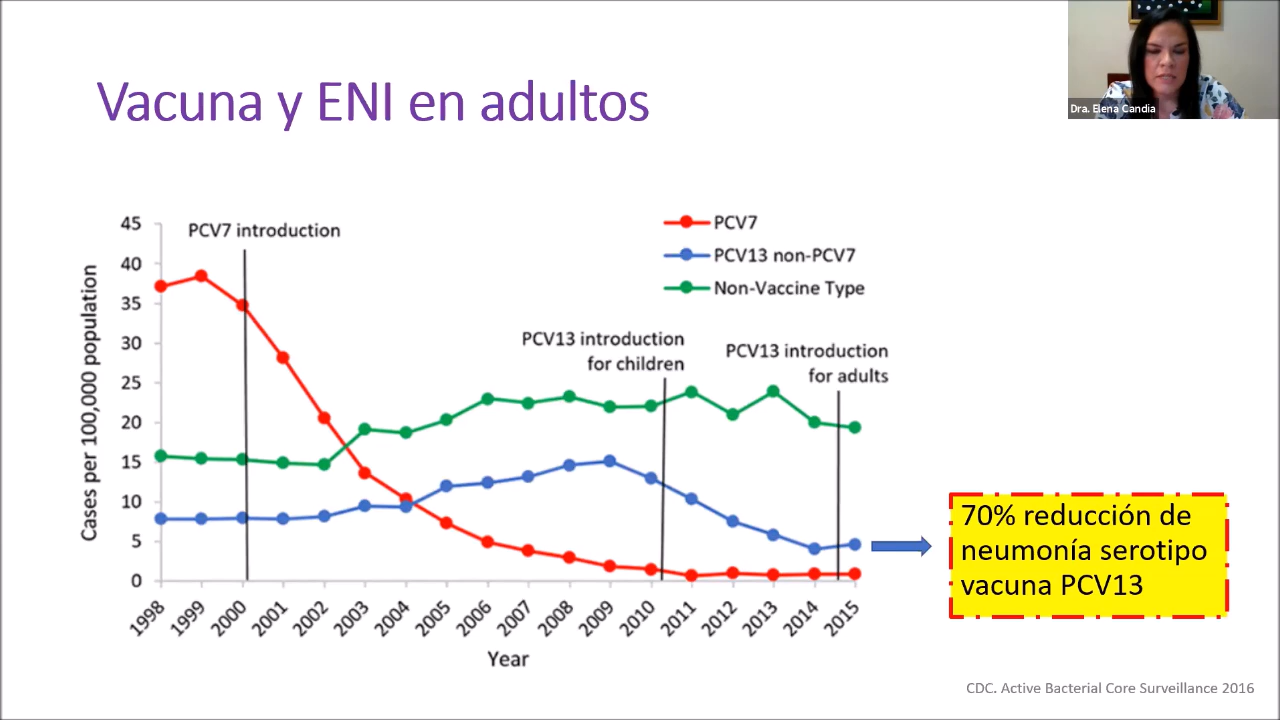 Dra. Elena Candia
Vacuna y ENI en adultos
PCV7 introduction
PCV7
PCV13 non-PCV7
Non-Vaccine Type
PCV13 introduction
for children
PCV13 introduction
for adults
Cases per 100,000 population
45
40
35
30
25
20
15
10
5
0
1998
1999
2000
2001
2002
2003
2004
2005
2006
2007
2008
2009
2010
2011
2012
2013
2014
2015
Year
70% reducción de
neumonía serotipo
vacuna PCV13
CDC. Active Bacterial Core Surveillance 2016